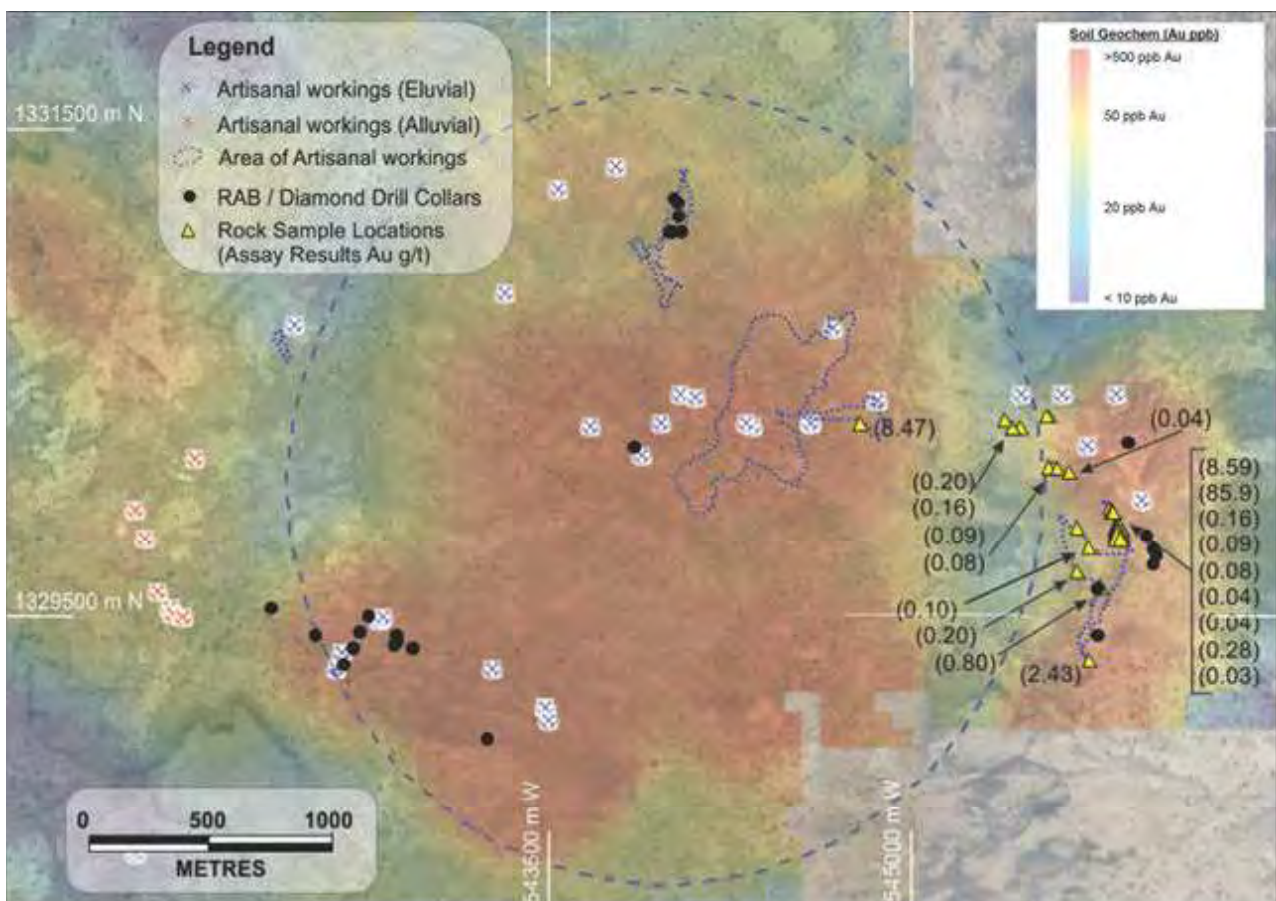 Legend
Artisanal workings (Eluvial)
Artisanal workings (Alluvial)
Area of Artisanal workings
RAB / Diamond Drill Collars
Rock Sample Locations
(Assay Results Au g/t)
Soil Geochem (Au ppb)
>500 ppb Au
50 ppb Au
20 ppb Au
< 10 ppb Au
1331500 m N
(8.47)
(0.04)
(0.20)
(0.16)
(0.09)
(0.08)
(8.59)
(85.9)
(0.16)
(0.09)
(0.08)
(0.04)
(0.04)
(0.28)
(0.03)
1329500 m N
(0.10)
(0.20)
(0.80)
(2.43)
543500 m W
545000 m W
0 500 1000
METRES